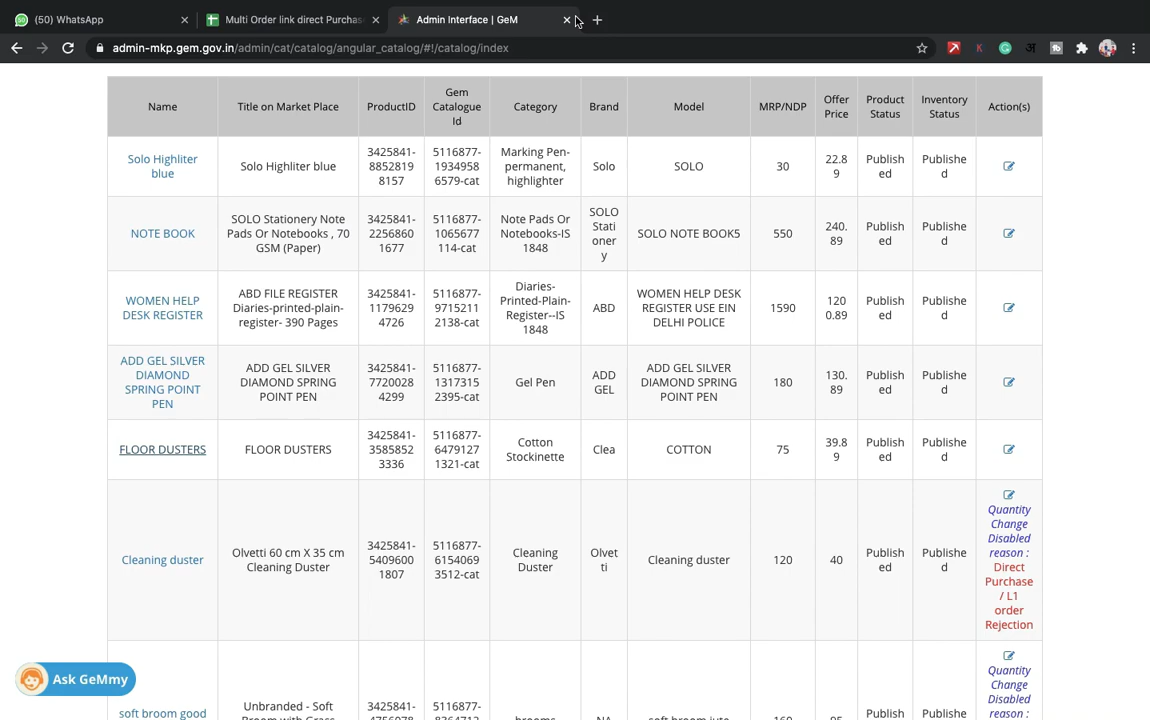 (50) WhatsApp
Multi Order link direct Purchas
Admin Interface | GeM
admin-mkp.gem.gov.in/admin/cat/catalog/angular_catalog/#!/catalog/index
Name
Title on Market Place
ProductID
Gem
Catalogue
Id
Category
Brand
Model
MRP/NDP
Offer
Price
Product
Status
Inventory
Status
Action(s)
Solo Highliter
blue
Solo Highliter blue
3425841-
8852819
8157
5116877-
1934958
6579-cat
Marking Pen-
permanent,
highlighter
Solo
SOLO
30
22.8
9
Publish
ed
Publishe
d
NOTE BOOK
SOLO Stationery Note
Pads Or Notebooks , 70
GSM (Paper)
3425841-
2256860
1677
5116877-
1065677
114-cat
Note Pads Or
Notebooks-IS
1848
SOLO
Stati
oner
y
SOLO NOTE BOOK5
550
240.
89
Publish
ed
Publishe
d
WOMEN HELP
DESK REGISTER
ABD FILE REGISTER
Diaries-printed-plain-
register- 390 Pages
3425841-
1179629
4726
5116877-
9715211
2138-cat
Diaries-
Printed-Plain-
Register--IS
1848
ABD
WOMEN HELP DESK
REGISTER USE EIN
DELHI POLICE
1590
120
0.89
Publish
ed
Publishe
d
ADD GEL SILVER
DIAMOND
SPRING POINT
PEN
ADD GEL SILVER
DIAMOND SPRING
POINT PEN
3425841-
7720028
4299
5116877-
1317315
2395-cat
Gel Pen
ADD
GEL
ADD GEL SILVER
DIAMOND SPRING
POINT PEN
180
130.
89
Publish
ed
Publishe
d
FLOOR DUSTERS
FLOOR DUSTERS
3425841-
3585852
3336
5116877-
6479127
1321-cat
Cotton
Stockinette
Clea
COTTON
75
39.8
9
Publish
ed
Publishe
d
Cleaning duster
Olvetti 60 cm X 35 cm
Cleaning Duster
3425841-
5409600
1807
5116877-
6154069
3512-cat
Cleaning
Duster
Olvet
ti
Cleaning duster
120
40
Publish
ed
Publishe
d
Quantity
Change
Disabled
reason :
Direct
Purchase
/ L1
order
Rejection
soft broom good
Unbranded - Soft
3425841-
5116877-
brooms
NA
Publish
Publishe
Quantity
Change
Disabled
reason :
Ask GeMmy